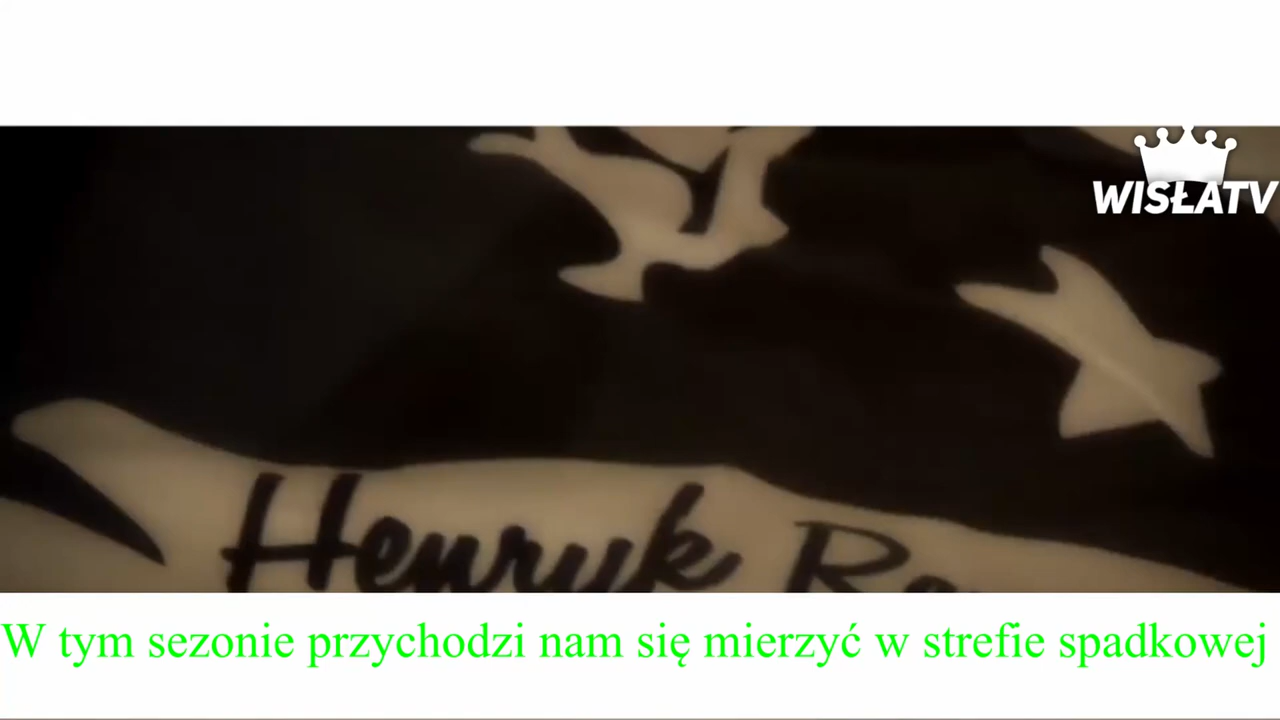 WISŁATV
Henryk
W tym sezonie przychodzi nam się mierzyć w strefie spadkowej